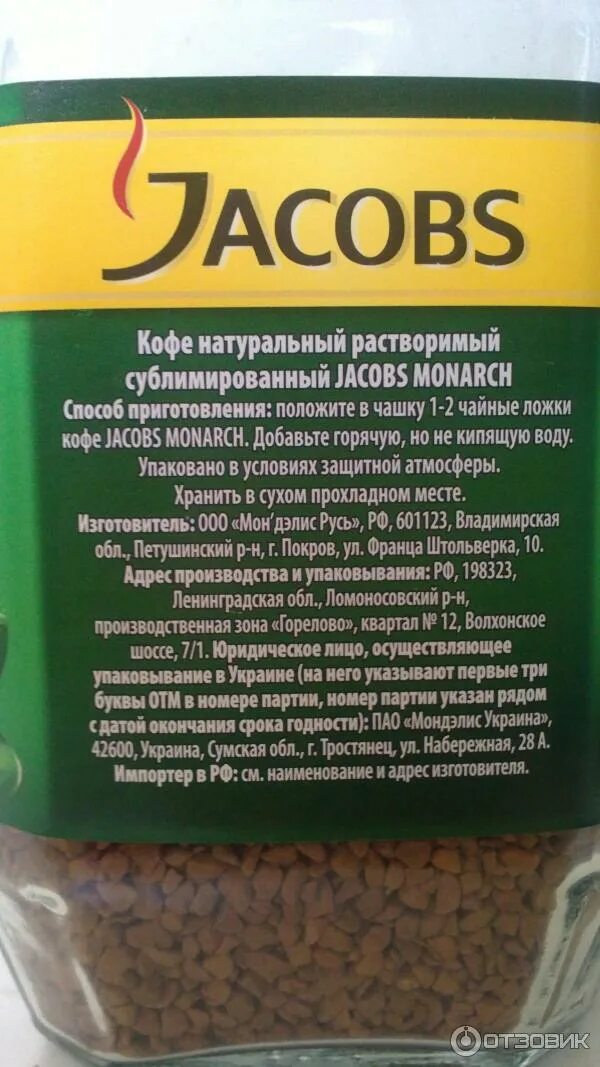 JACOBS
Кофе натуральный растворимый
сублимированный JACOBS MONARCH
Способ приготовления: положите в чашку 1-2 чайные ложки
кофе JACOBS MONARCH. Добавьте горячую, но не кипящую воду.
Упаковано в условиях защитной атмосферы.
Хранить в сухом прохладном месте.
Изготовитель: ООО «Мон'дэлис Русь», РФ, 601123, Владимирская
обл., Петушинский р-н, г. Покров, ул. Франца Штольверка, 10.
Адрес производства и упаковывания: РФ, 198323,
Ленинградская обл., Ломоносовский р-н,
производственная зона «Горелово», квартал № 12, Волхонское
шоссе, 7/1. Юридическое лицо, осуществляющее
упаковывание в Украине (на него указывают первые три
буквы ОТМ в номере партии, номер партии указан рядом
с датой окончания срока годности): ПАО «Мондэлис Украина»,
42600, Украина, Сумская обл., г. Тростянец, ул. Набережная, 28 А.
Импортер в РФ: см. наименование и адрес изготовителя.
ОТЗОВИК